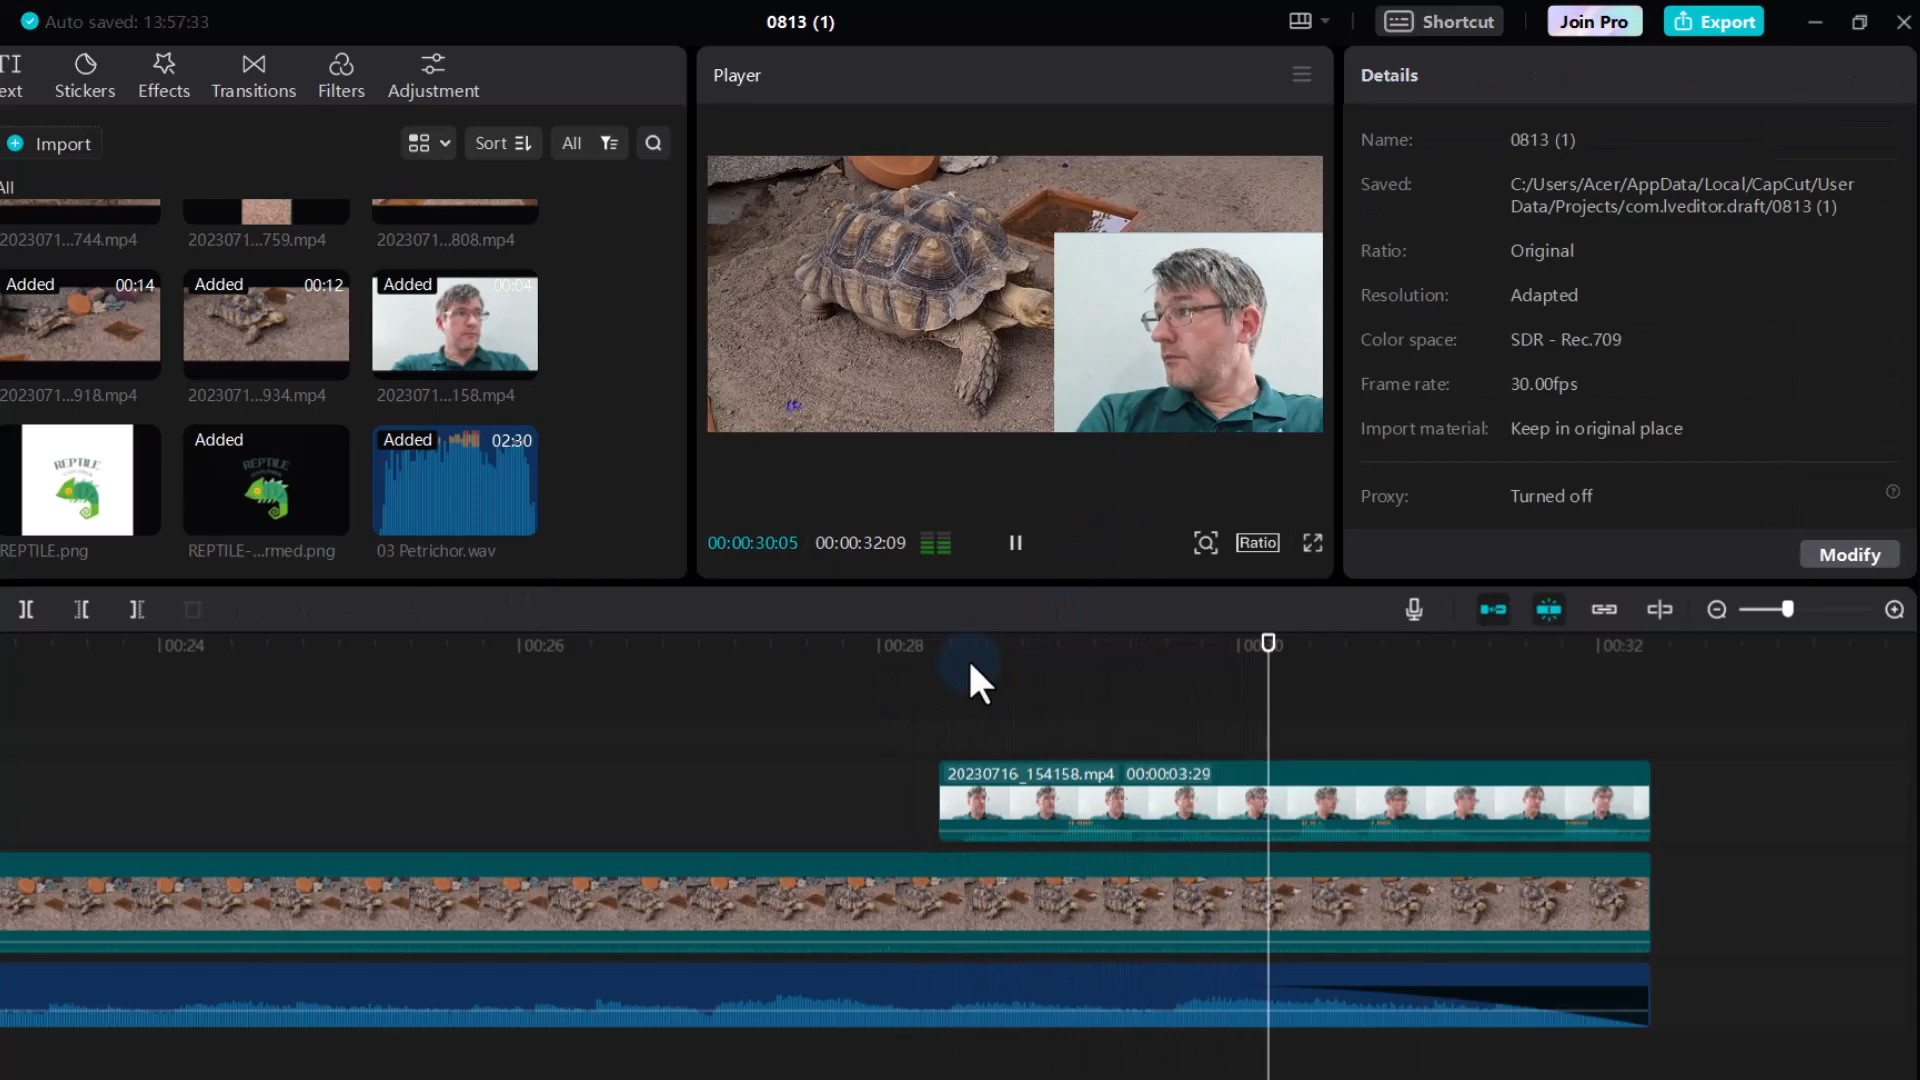 Auto saved: 13:57:33
0813 (1)
Shortcut
Join Pro
Export
TI
ext
Stickers
Effects
Transitions
Filters
Adjustment
Player
Details
Import
Sort
All
All
2023071...744.mp4
2023071...759.mp4
2023071...808.mp4
Added 00:14
Added 00:12
Added 00:04
2023071...918.mp4
2023071...934.mp4
2023071...158.mp4
REPTILE
Added
REPTILE
Added 02:30
REPTILE.png
REPTILE-...rmed.png
03 Petrichor.wav
00:00:30:05 00:00:32:09
Ratio
Name: 0813 (1)
Saved: C:/Users/Acer/AppData/Local/CapCut/User
Data/Projects/com.lveditor.draft/0813 (1)
Ratio: Original
Resolution: Adapted
Color space: SDR - Rec.709
Frame rate: 30.00fps
Import material: Keep in original place
Proxy: Turned off
Modify
00:24
00:26
00:28
00:32
20230716_154158.mp4 00:00:03:29